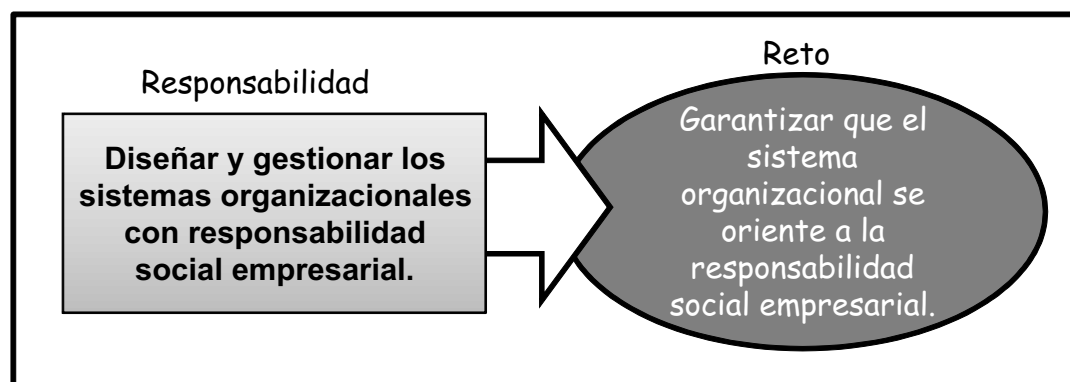 Responsabilidad
Diseñar y gestionar los
sistemas organizacionales
con responsabilidad
social empresarial.
Reto
Garantizar que el
sistema
organizacional se
oriente a la
responsabilidad
social empresarial.